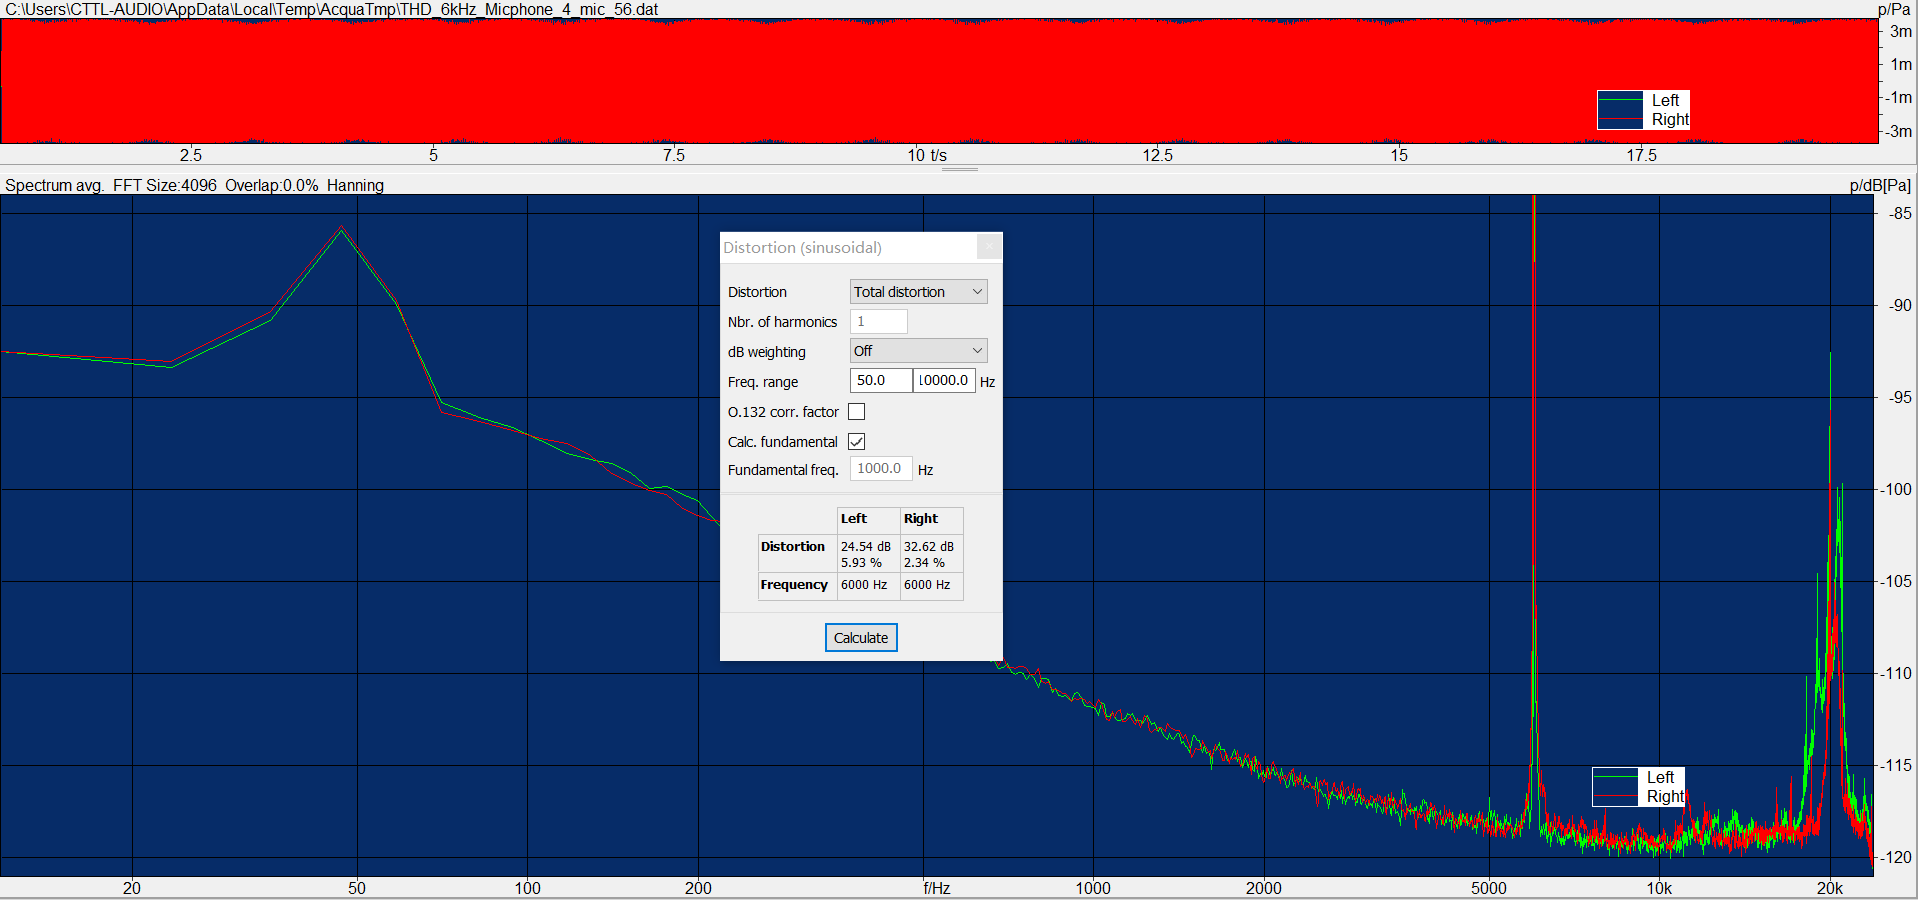 C:\Users\CTTL-AUDIO\AppData\Local\Temp\AcquaTmp\THD_6kHz_Micphone_4_mic_56.dat
p/Pa
3m
1m
-1m
-3m
Left
Right
2.5 5 7.5 10 t/s 12.5 15 17.5
Spectrum avg. FFT Size:4096 Overlap:0.0% Hanning
p/dB[Pa]
-85
-90
-95
-100
-105
-110
-115
-120
Distortion (sinusoidal)
Distortion Total distortion
Nbr. of harmonics 1
dB weighting Off
Freq. range 50.0 10000.0 Hz
O.132 corr. factor
Calc. fundamental
Fundamental freq. 1000.0 Hz
Left Right
Distortion 24.54 dB 32.62 dB
5.93 % 2.34 %
Frequency 6000 Hz 6000 Hz
Calculate
Left
Right
20 50 100 200 f/Hz 1000 2000 5000 10k 20k